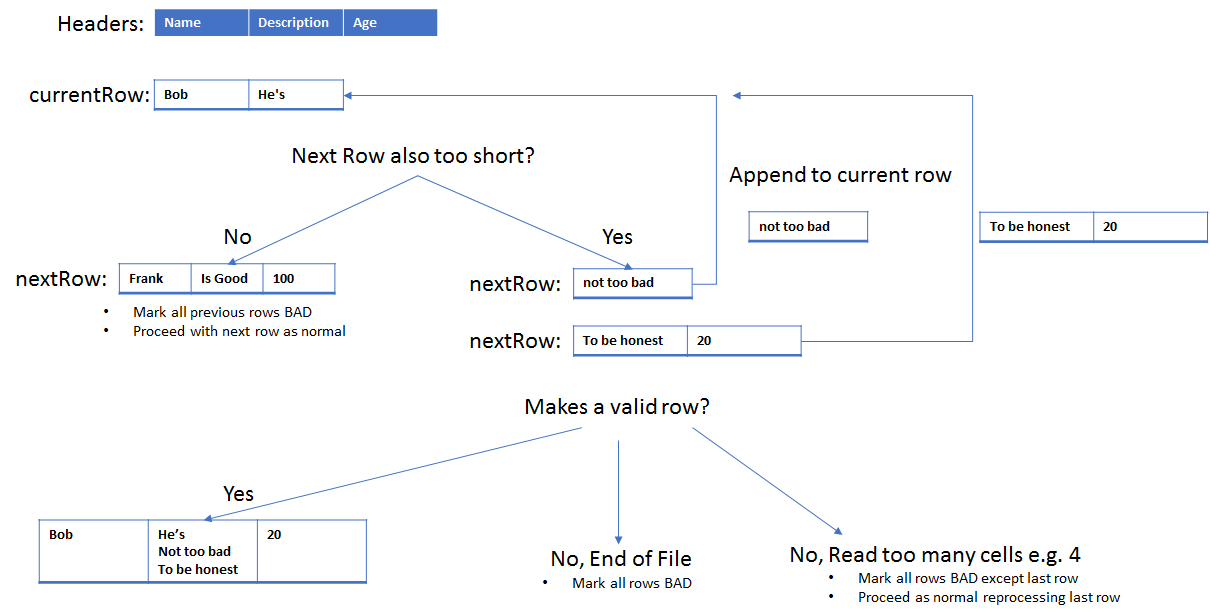 Headers: Name Description Age
currentRow: Bob He's
Next Row also too short?
Append to current row
not too bad
To be honest 20
No
Yes
nextRow: Frank Is Good 100
• Mark all previous rows BAD
• Proceed with next row as normal
nextRow: not too bad
nextRow: To be honest 20
Makes a valid row?
Yes
Bob He’s 20
Not too bad
To be honest
No, End of File
• Mark all rows BAD
No, Read too many cells e.g. 4
• Mark all rows BAD except last row
• Proceed as normal reprocessing last row